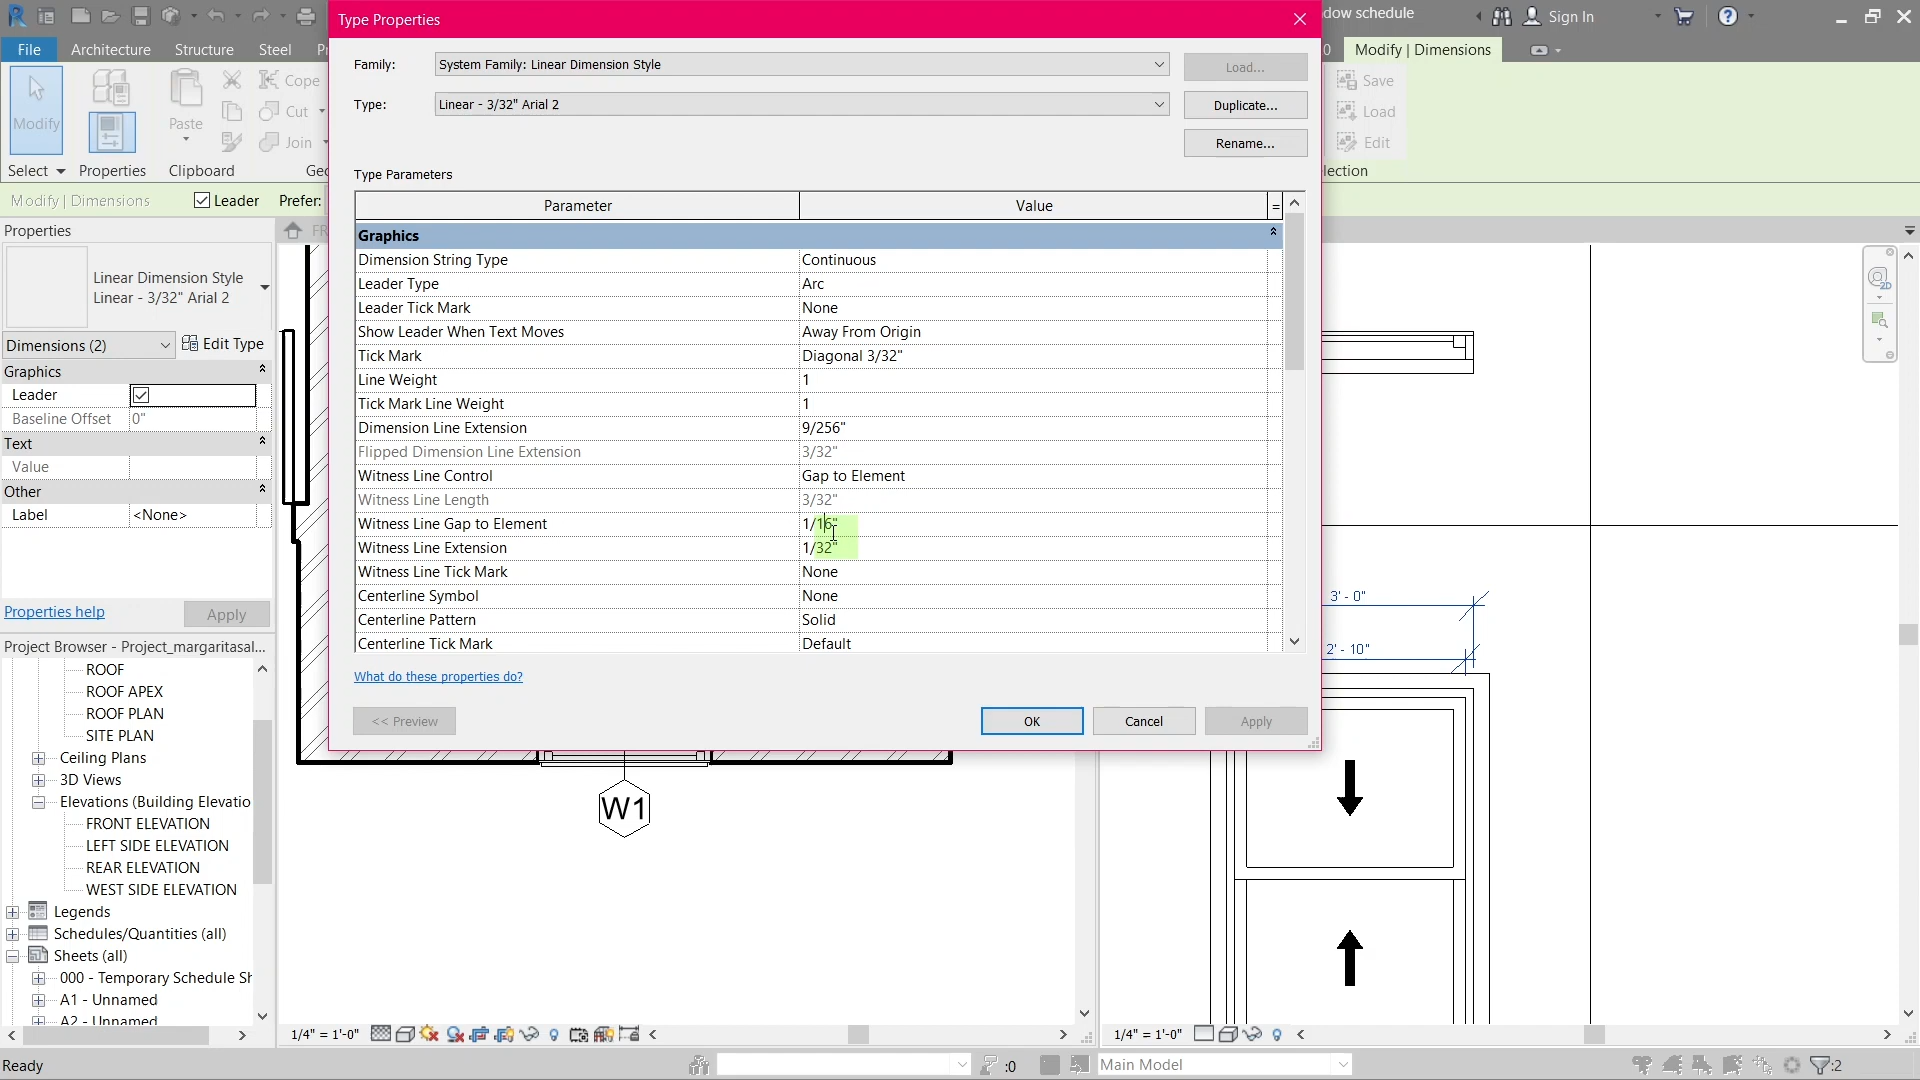 Type Properties
dow schedule
Sign In
File
Architecture
Structure
Steel
Modify | Dimensions
Modify
Paste
Cope
Cut
Join
Save
Load
Edit
Select
Properties
Clipboard
lection
Modify | Dimensions
Leader
Prefer:
Family:
System Family: Linear Dimension Style
Load...
Type:
Linear - 3/32" Arial 2
Duplicate...
Rename...
Type Parameters
Parameter
Value
=
Graphics
Dimension String Type
Continuous
Leader Type
Arc
Leader Tick Mark
None
Show Leader When Text Moves
Away From Origin
Tick Mark
Diagonal 3/32"
Line Weight
1
Tick Mark Line Weight
1
Dimension Line Extension
9/256"
Flipped Dimension Line Extension
3/32"
Witness Line Control
Gap to Element
Witness Line Length
3/32"
Witness Line Gap to Element
1/16"
Witness Line Extension
1/32"
Witness Line Tick Mark
None
Centerline Symbol
None
Centerline Pattern
Solid
Centerline Tick Mark
Default
What do these properties do?
<< Preview
OK
Cancel
Apply
Properties
Linear Dimension Style
Linear - 3/32" Arial 2
Dimensions (2)
Edit Type
Graphics
Leader
Baseline Offset
0"
Text
Value
Other
Label
<None>
Properties help
Apply
Project Browser - Project_margaritasal...
ROOF
ROOF APEX
ROOF PLAN
SITE PLAN
Ceiling Plans
3D Views
Elevations (Building Elevatio
FRONT ELEVATION
LEFT SIDE ELEVATION
REAR ELEVATION
WEST SIDE ELEVATION
Legends
Schedules/Quantities (all)
Sheets (all)
000 - Temporary Schedule Sh
A1 - Unnamed
A2 - Unnamed
W1
3' - 0"
2' - 10"
2D
1/4" = 1'-0"
1/4" = 1'-0"
Ready
:0
Main Model
:2